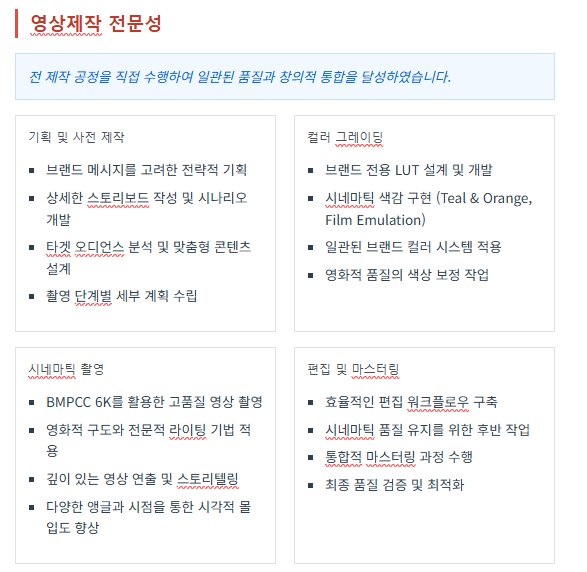 영상제작 전문성
전 제작 공정을 직접 수행하여 일관된 품질과 창의적 통합을 달성하였습니다.
기획 및 사전 제작
브랜드 메시지를 고려한 전략적 기획
상세한 스토리보드 작성 및 시나리오
개발
타겟 오디언스 분석 및 맞춤형 콘텐츠
설계
촬영 단계별 세부 계획 수립
컬러 그레이딩
브랜드 전용 LUT 설계 및 개발
시네마틱 색감 구현 (Teal & Orange,
Film Emulation)
일관된 브랜드 컬러 시스템 적용
영화적 품질의 색상 보정 작업
시네마틱 촬영
BMPCC 6K를 활용한 고품질 영상 촬영
영화적 구도와 전문적 라이팅 기법 적
용
깊이 있는 영상 연출 및 스토리텔링
다양한 앵글과 시점을 통한 시각적 몰
입도 향상
편집 및 마스터링
효율적인 편집 워크플로우 구축
시네마틱 품질 유지를 위한 후반 작업
통합적 마스터링 과정 수행
최종 품질 검증 및 최적화